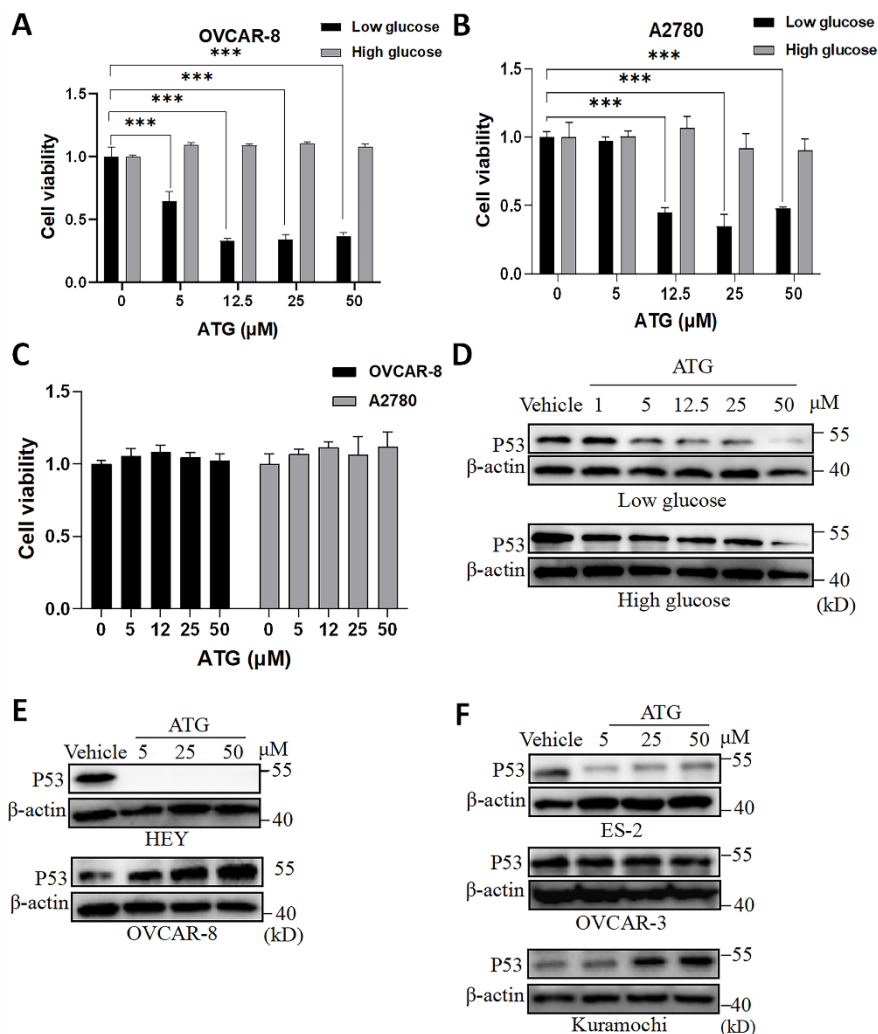 A
OVCAR-8
Low glucose
High glucose
***
***
***
***
Cell viability
1.5
1.0
0.5
0.0
0 5 12.5 25 50
ATG (μM)
B
A2780
Low glucose
High glucose
***
***
***
Cell viability
1.5
1.0
0.5
0.0
0 5 12.5 25 50
ATG (μM)
C
OVCAR-8
A2780
Cell viability
1.5
1.0
0.5
0.0
0 5 12 25 50 0 5 12 25 50
ATG (μM)
D
ATG
Vehicle 1 5 12.5 25 50 μM
P53 55
β-actin 40
Low glucose
P53 55
β-actin 40
High glucose (kD)
E
ATG
Vehicle 5 25 50 μM
P53 55
β-actin 40
HEY
P53 55
β-actin 40
OVCAR-8 (kD)
F
ATG
Vehicle 5 25 50 μM
P53 55
β-actin 40
ES-2
P53 55
β-actin 40
OVCAR-3
P53 55
β-actin 40
Kuramochi (kD)